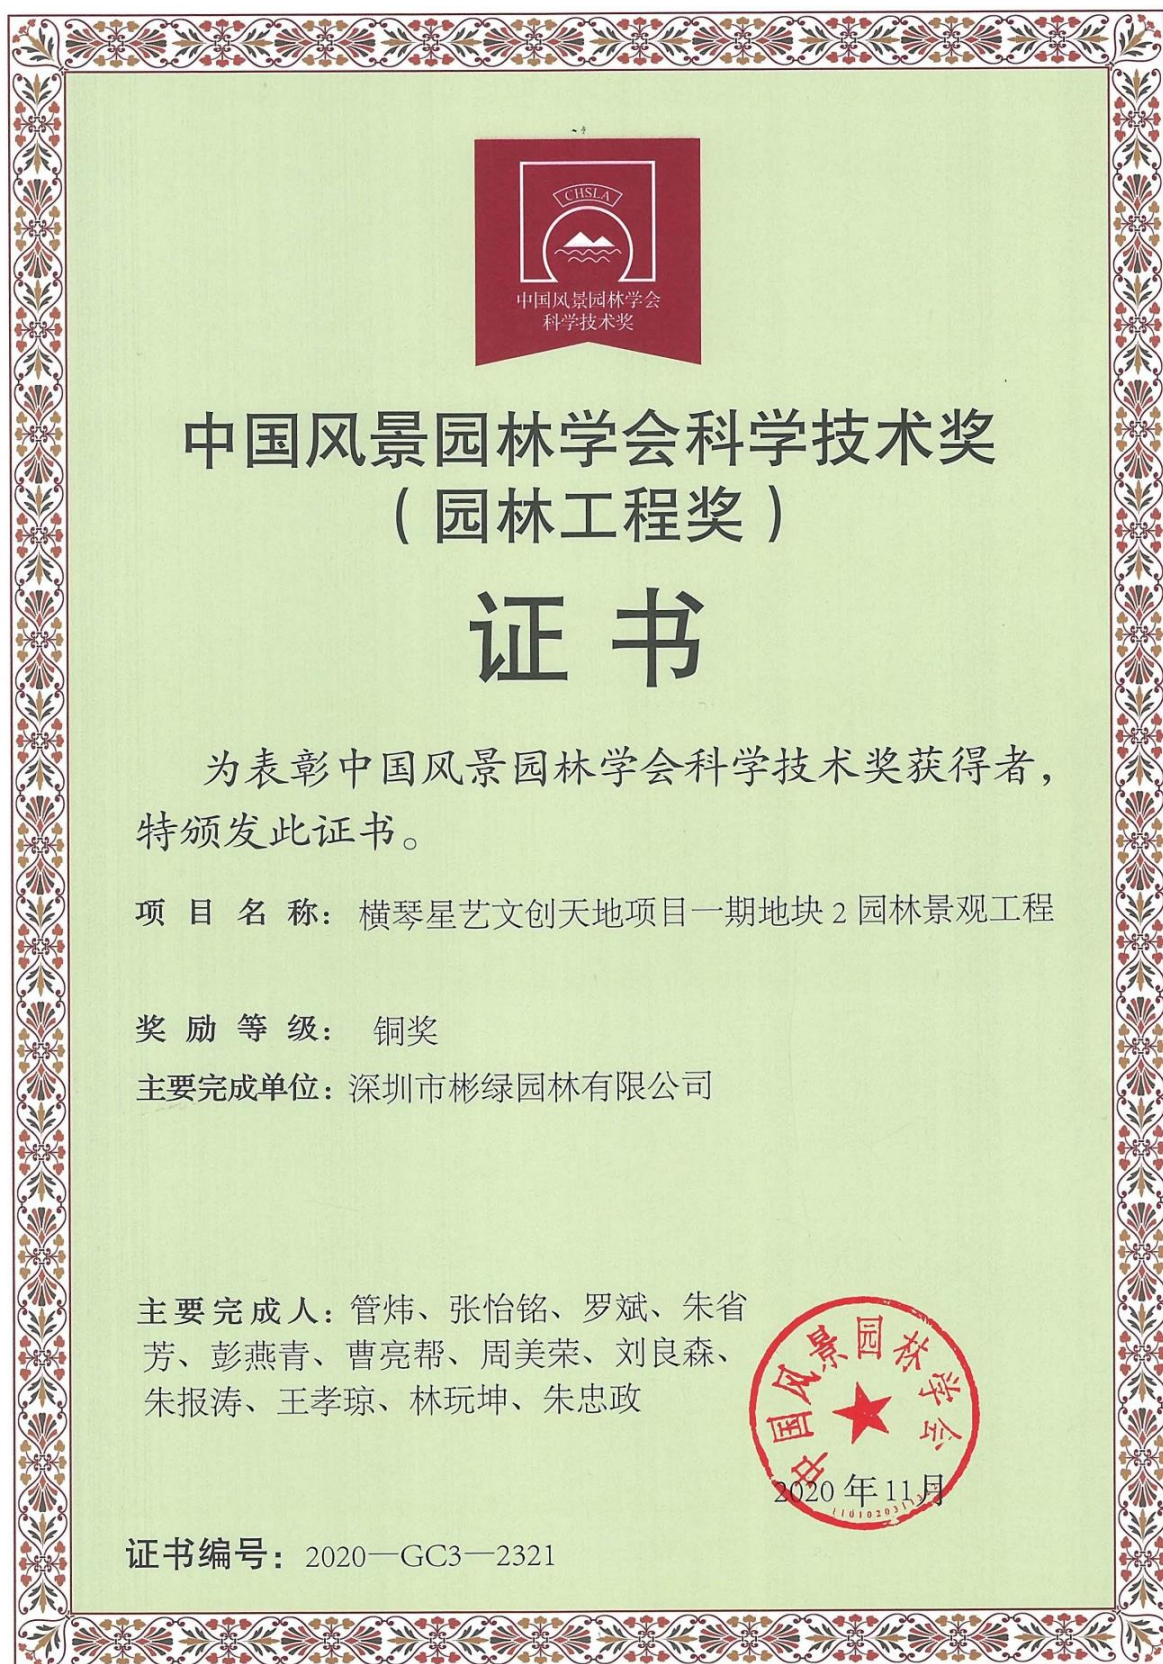 CHSLA
中国风景园林学会
科学技术奖
中国风景园林学会科学技术奖
（园林工程奖）
证书
为表彰中国风景园林学会科学技术奖获得者，
特颁发此证书。
项目名称：横琴星艺文创天地项目一期地块2园林景观工程
奖励等级：铜奖
主要完成单位：深圳市彬绿园林有限公司
主要完成人：管炜、张怡铭、罗斌、朱省
芳、彭燕青、曹亮帮、周美荣、刘良森、
朱报涛、王孝琼、林玩坤、朱忠政
中国风景园林学会
2020年11月
证书编号：2020—GC3—2321